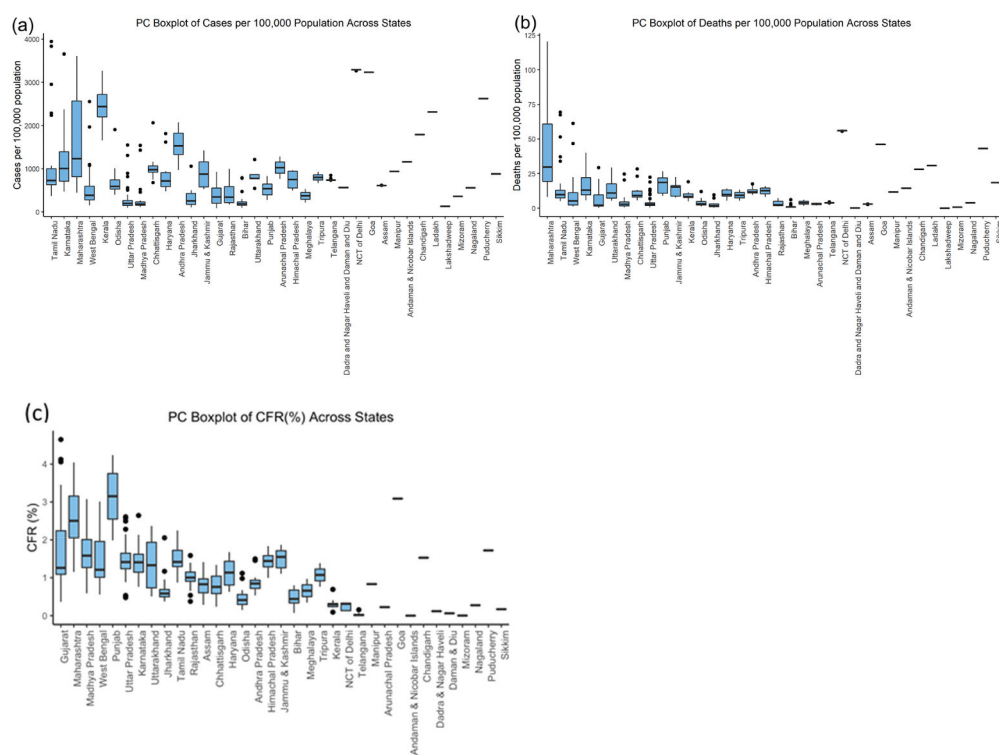 (a)
PC Boxplot of Cases per 100,000 Population Across States
Cases per 100,000 population
4000
3000
2000
1000
0
Tamil Nadu
Karnataka
Maharashtra
West Bengal
Kerala
Odisha
Uttar Pradesh
Madhya Pradesh
Chhattisgarh
Haryana
Andhra Pradesh
Jharkhand
Jammu & Kashmir
Gujarat
Rajasthan
Bihar
Uttarakhand
Punjab
Arunachal Pradesh
Himachal Pradesh
Meghalaya
Tripura
Telangana
Dadra and Nagar Haveli and Daman and Diu
NCT of Delhi
Goa
Assam
Manipur
Andaman & Nicobar Islands
Chandigarh
Ladakh
Lakshadweep
Mizoram
Nagaland
Puducherry
Sikkim
(b)
PC Boxplot of Deaths per 100,000 Population Across States
Deaths per 100,000 population
125
100
75
50
25
0
Maharashtra
Tamil Nadu
West Bengal
Karnataka
Gujarat
Uttarakhand
Madhya Pradesh
Chhattisgarh
Uttar Pradesh
Punjab
Jammu & Kashmir
Kerala
Odisha
Jharkhand
Haryana
Tripura
Andhra Pradesh
Himachal Pradesh
Rajasthan
Bihar
Meghalaya
Arunachal Pradesh
Telangana
NCT of Delhi
Dadra and Nagar Haveli and Daman and Diu
Assam
Goa
Manipur
Andaman & Nicobar Islands
Chandigarh
Ladakh
Lakshadweep
Mizoram
Nagaland
Puducherry
Sikkim
(c)
PC Boxplot of CFR(%) Across States
CFR (%)
4
3
2
1
0
Gujarat
Maharashtra
Madhya Pradesh
West Bengal
Punjab
Uttar Pradesh
Karnataka
Uttarakhand
Jharkhand
Tamil Nadu
Rajasthan
Assam
Chhattisgarh
Haryana
Odisha
Andhra Pradesh
Himachal Pradesh
Jammu & Kashmir
Bihar
Meghalaya
Tripura
Kerala
NCT of Delhi
Telangana
Manipur
Arunachal Pradesh
Goa
Andaman & Nicobar Islands
Chandigarh
Dadra & Nagar Haveli
Daman & Diu
Mizoram
Nagaland
Puducherry
Sikkim